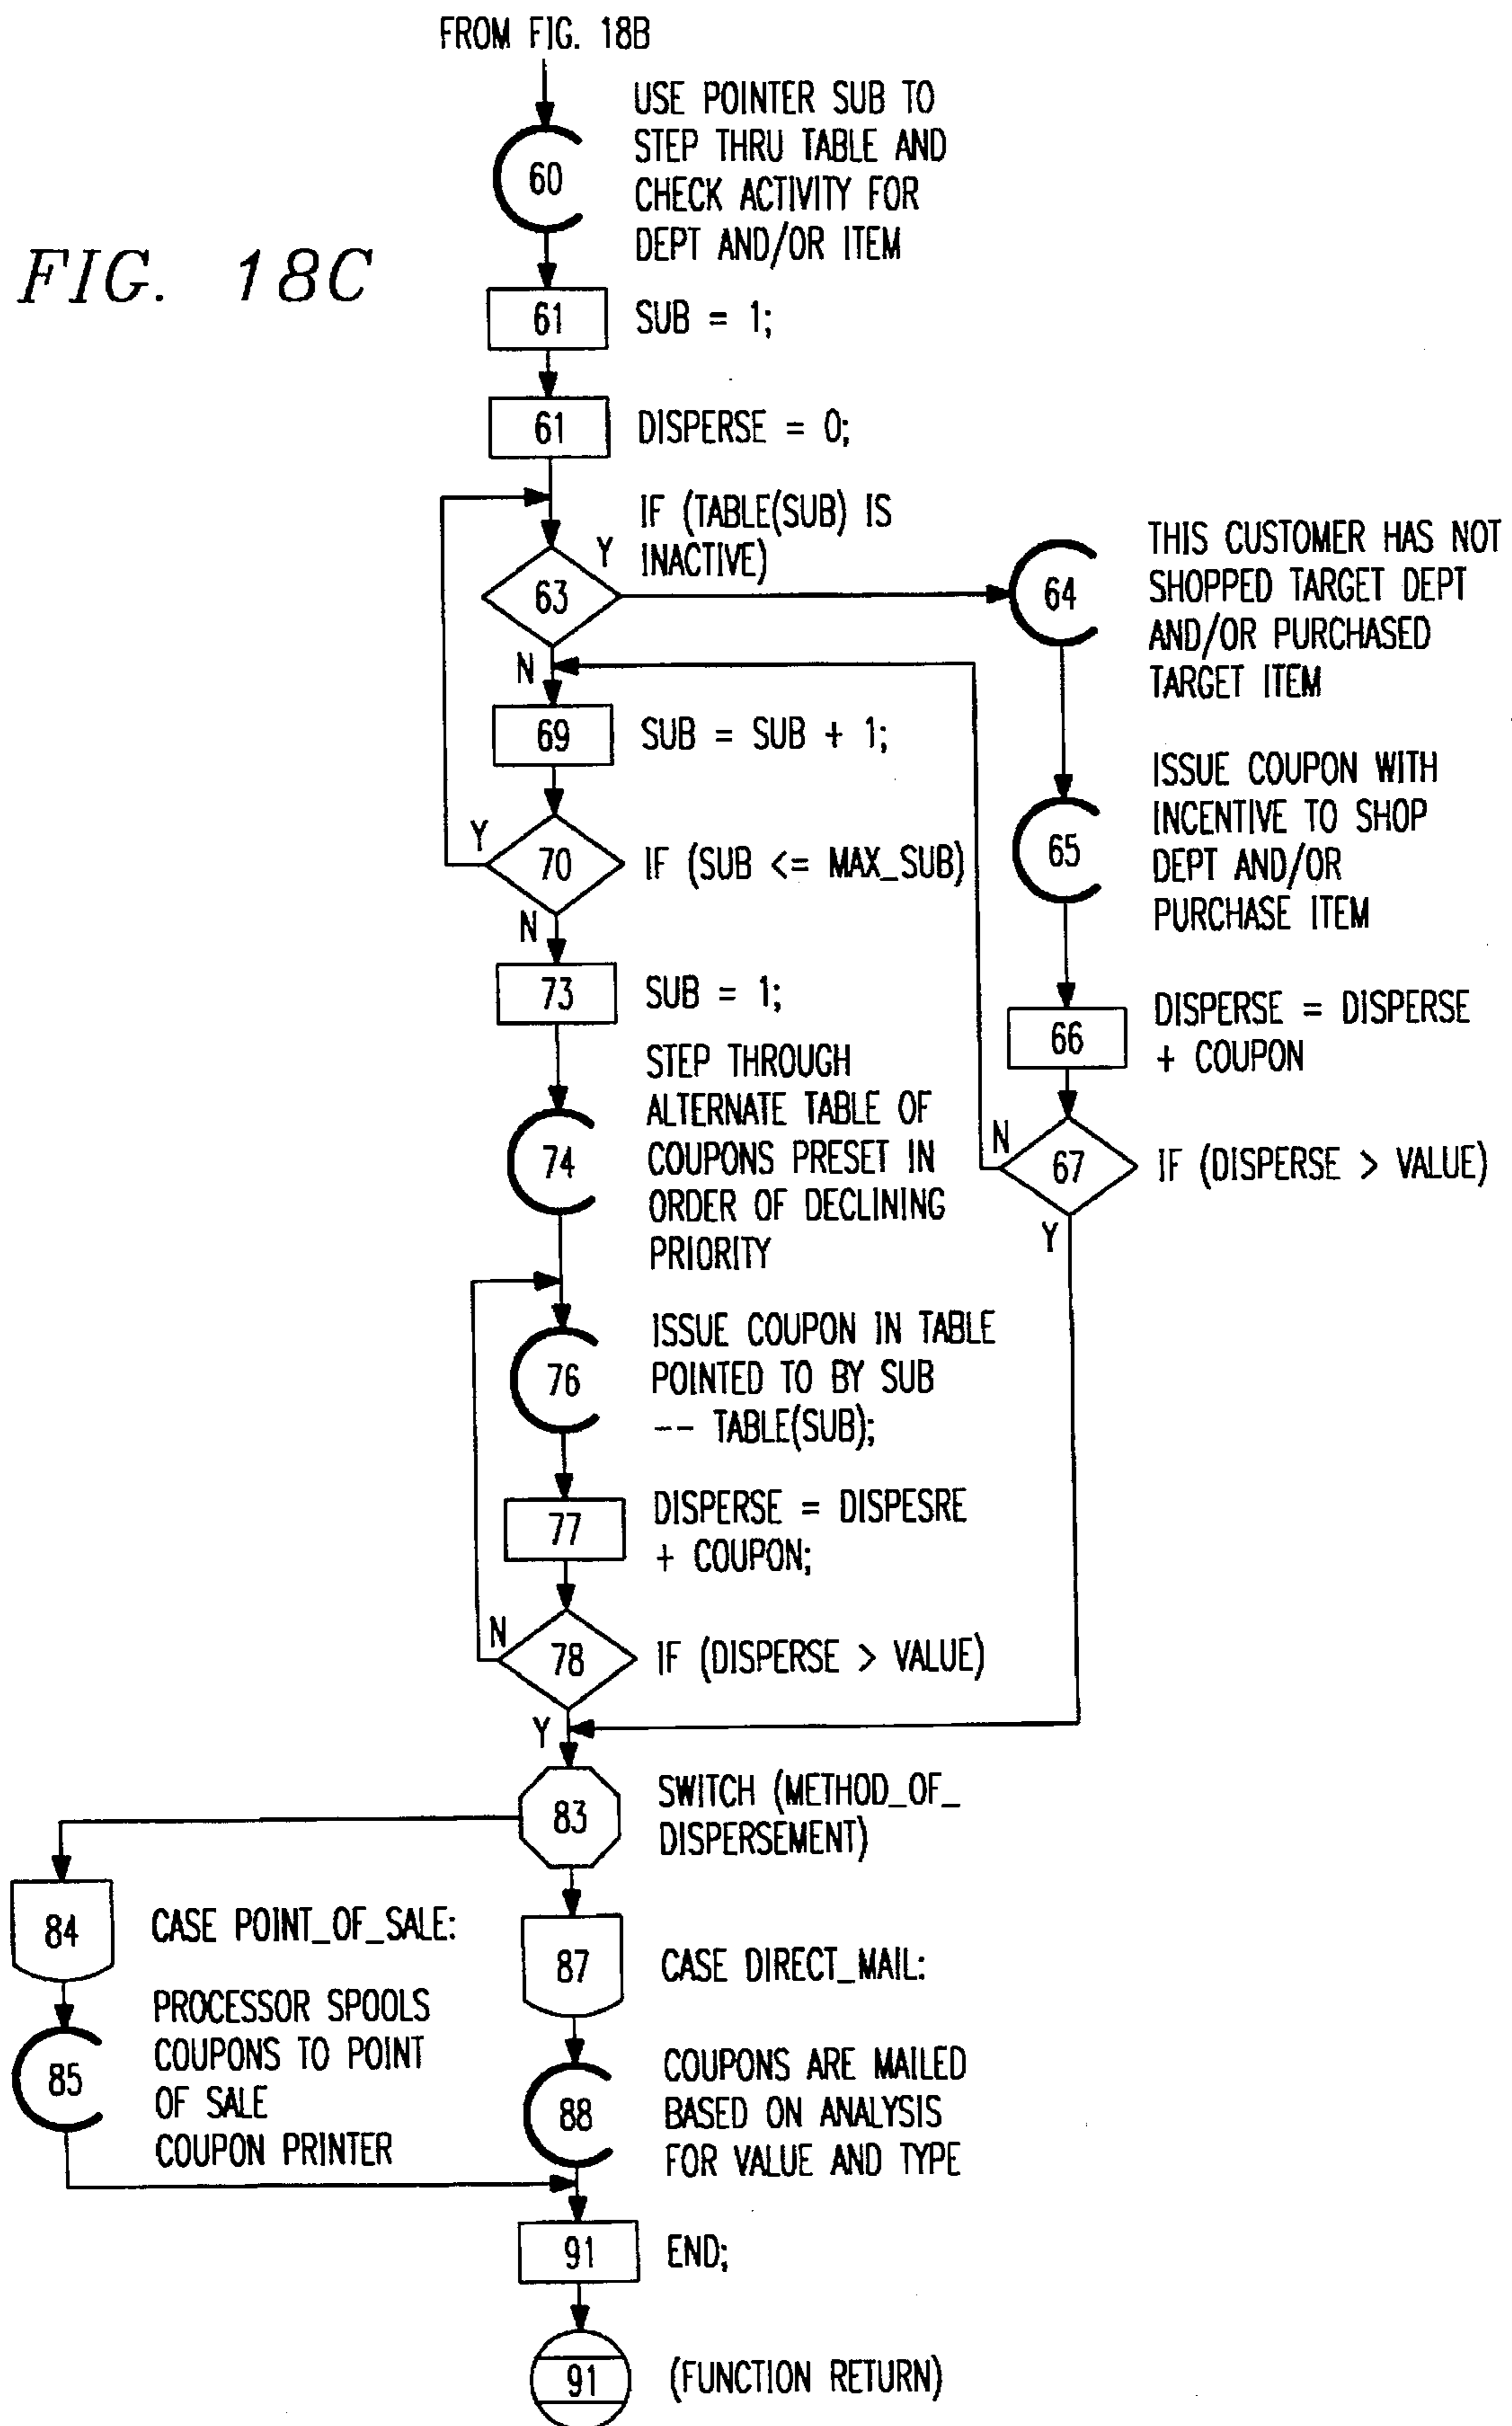 FROM FIG. 18B
60
USE POINTER SUB TO
STEP THRU TABLE AND
CHECK ACTIVITY FOR
DEPT AND/OR ITEM
FIG. 18C
61
SUB = 1;
61
DISPERSE = 0;
IF (TABLE(SUB) IS
INACTIVE)
Y
63
N
64
THIS CUSTOMER HAS NOT
SHOPPED TARGET DEPT
AND/OR PURCHASED
TARGET ITEM
69
SUB = SUB + 1;
65
ISSUE COUPON WITH
INCENTIVE TO SHOP
DEPT AND/OR
PURCHASE ITEM
Y
70
IF (SUB <= MAX_SUB)
N
73
SUB = 1;
66
DISPERSE = DISPERSE
+ COUPON
74
STEP THROUGH
ALTERNATE TABLE OF
COUPONS PRESET IN
ORDER OF DECLINING
PRIORITY
N
67
IF (DISPERSE > VALUE)
Y
76
ISSUE COUPON IN TABLE
POINTED TO BY SUB
-- TABLE(SUB);
77
DISPERSE = DISPESRE
+ COUPON;
N
78
IF (DISPERSE > VALUE)
Y
83
SWITCH (METHOD_OF_
DISPERSEMENT)
84
CASE POINT_OF_SALE:
87
CASE DIRECT_MAIL:
85
PROCESSOR SPOOLS
COUPONS TO POINT
OF SALE
COUPON PRINTER
88
COUPONS ARE MAILED
BASED ON ANALYSIS
FOR VALUE AND TYPE
91
END;
91
(FUNCTION RETURN)